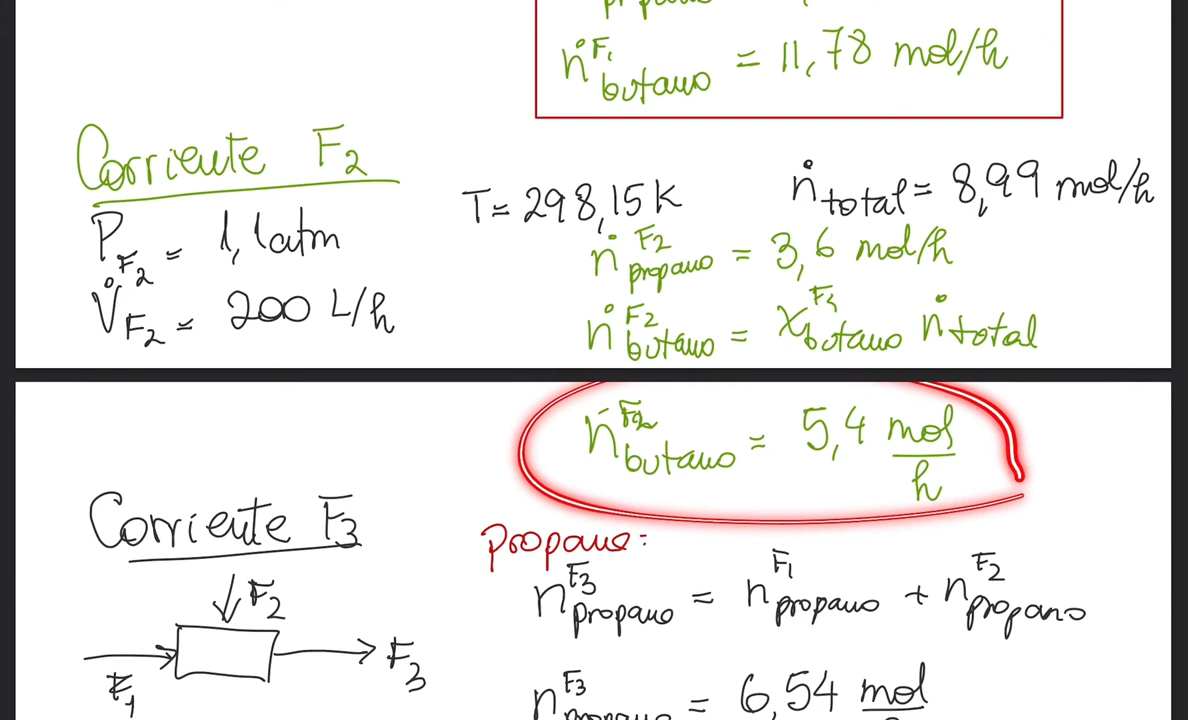 ṅ^F₁ butano = 11,78 mol/h
Corriente F₂
P_F₂ = 1,1 atm
V̇_F₂ = 200 L/h
T = 298,15 K
ṅ total = 8,99 mol/h
ṅ^F2 propano = 3,6 mol/h
ṅ^F2 butano = x^F₂ butano ṅ total
ṅ^F2 butano = 5,4 mol/h
Corriente F₃
F₂
F₁
F₃
Propano:
n^F3 propano = n^F1 propano + n^F2 propano
n^F3 propano = 6,54 mol